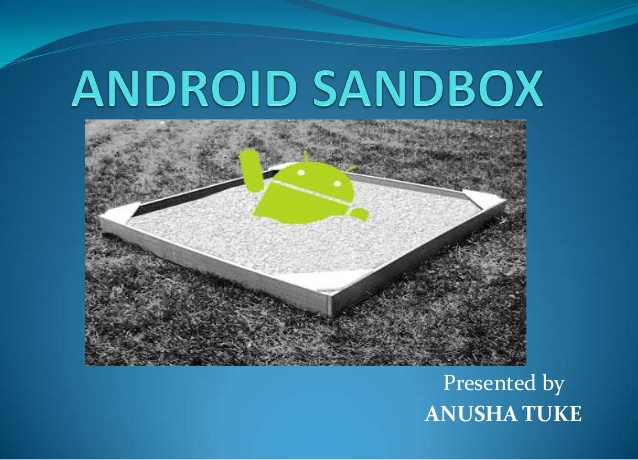 ANDROID SANDBOX
Presented by
ANUSHA TUKE